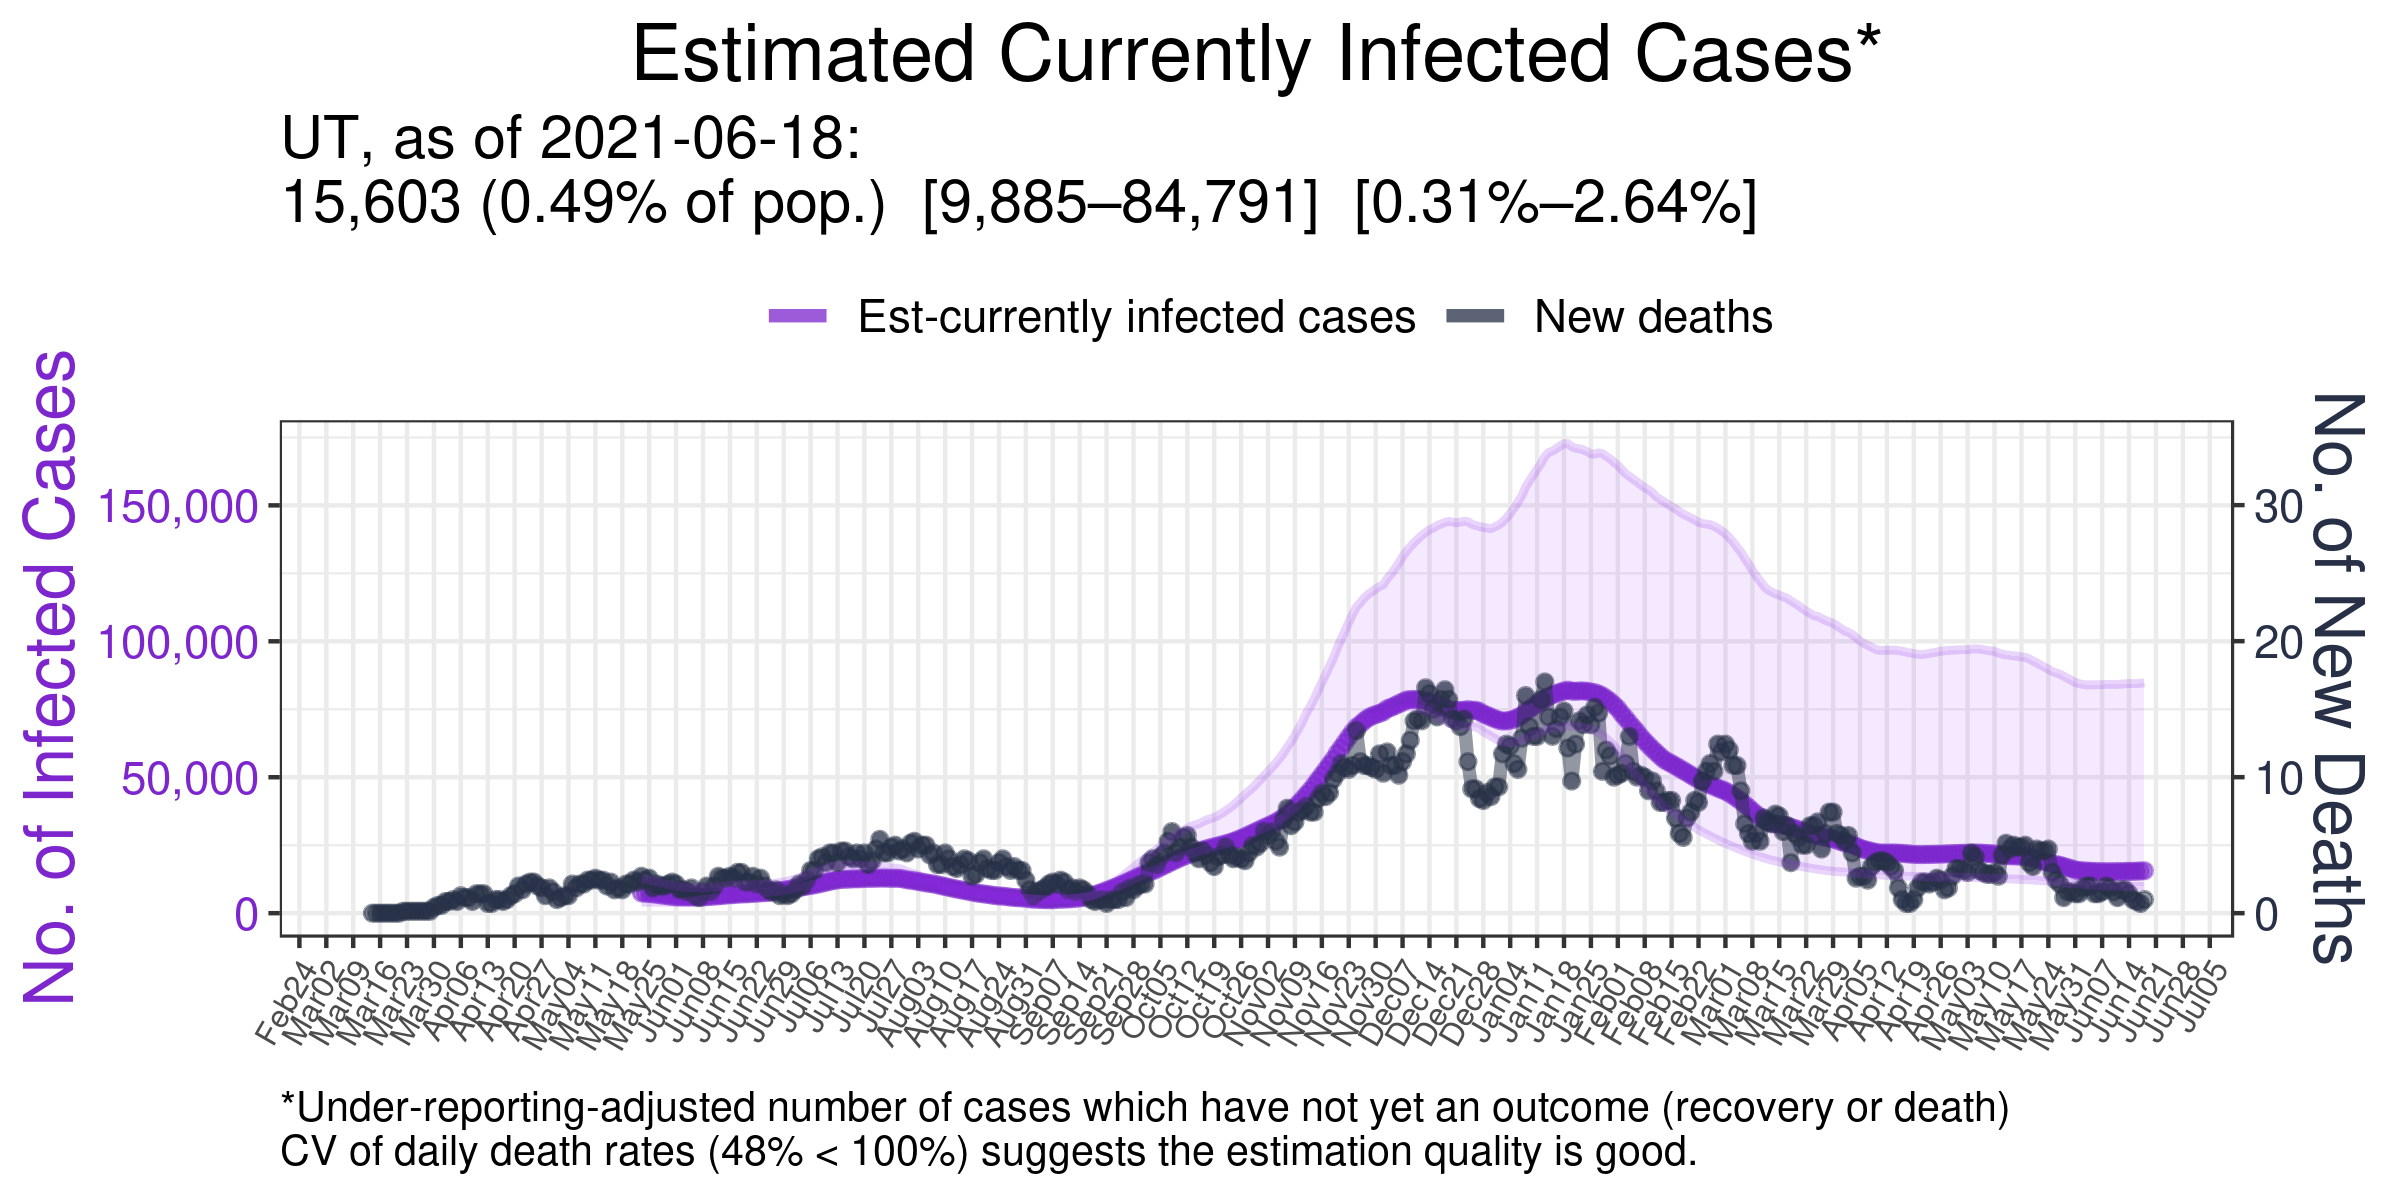 Estimated Currently Infected Cases*
UT, as of 2021-06-18:
15,603 (0.49% of pop.) [9,885–84,791] [0.31%–2.64%]
Est-currently infected cases
New deaths
No. of Infected Cases
150,000
100,000
50,000
0
30
20
10
0
No. of New Deaths
Feb24
Mar02
Mar09
Mar16
Mar23
Mar30
Apr06
Apr13
Apr20
Apr27
May04
May11
May18
May25
Jun01
Jun08
Jun15
Jun22
Jun29
Jul06
Jul13
Jul20
Jul27
Aug03
Aug10
Aug17
Aug24
Aug31
Sep07
Sep14
Sep21
Sep28
Oct05
Oct12
Oct19
Oct26
Nov02
Nov09
Nov16
Nov23
Nov30
Dec07
Dec14
Dec21
Dec28
Jan04
Jan11
Jan18
Jan25
Feb01
Feb08
Feb15
Feb22
Mar01
Mar08
Mar15
Mar22
Mar29
Apr05
Apr12
Apr19
Apr26
May03
May10
May17
May24
May31
Jun07
Jun14
Jun21
Jun28
Jul05
*Under-reporting-adjusted number of cases which have not yet an outcome (recovery or death)
CV of daily death rates (48% < 100%) suggests the estimation quality is good.